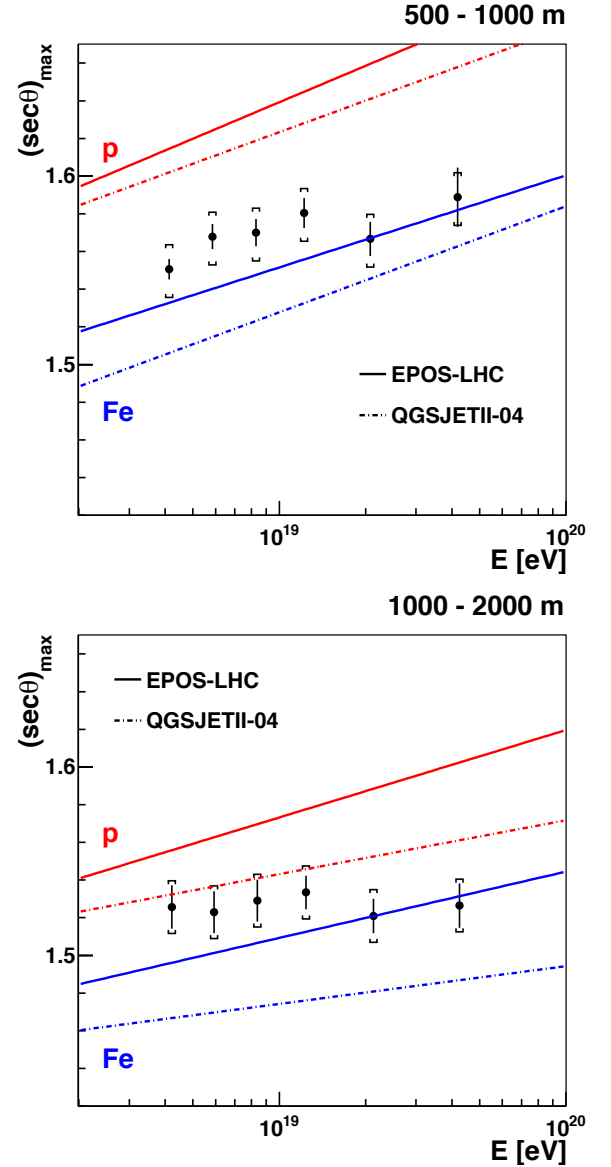 500 - 1000 m
(secθ)max
p
1.6
1.5
EPOS-LHC
Fe
QGSJETII-04
10^19
10^20
E [eV]
1000 - 2000 m
(secθ)max
EPOS-LHC
QGSJETII-04
1.6
p
1.5
Fe
10^19
10^20
E [eV]